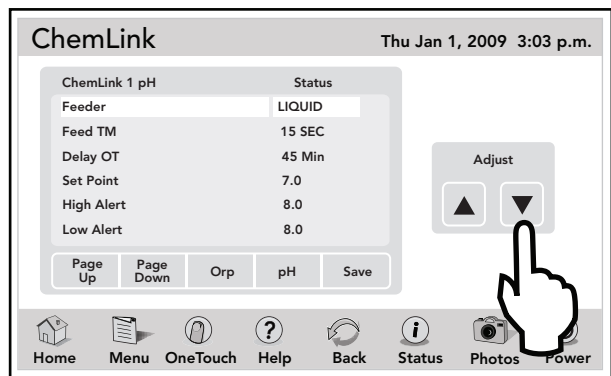 ChemLink
Thu Jan 1, 2009 3:03 p.m.
ChemLink 1 pH Status
Feeder LIQUID
Feed TM 15 SEC
Delay OT 45 Min
Set Point 7.0
High Alert 8.0
Low Alert 8.0
Adjust
Page Up
Page Down
Orp
pH
Save
?
i
Home Menu OneTouch Help Back Status Photos Power